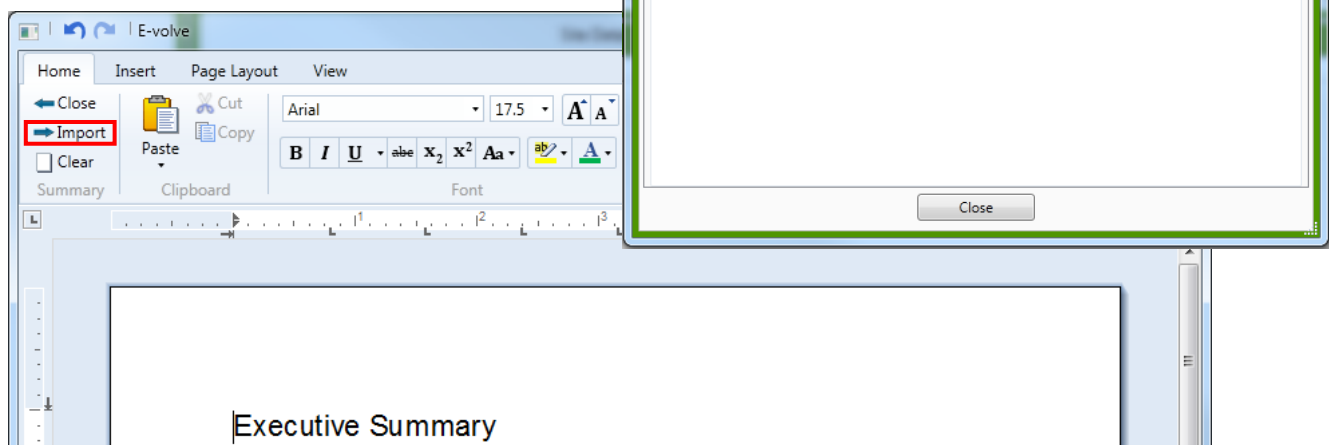 E-volve
Home Insert Page Layout View
Close
Import
Clear
Summary
Paste
Cut
Copy
Clipboard
Arial 17.5 A A
B I U abc X2 X2 Aa ab A
Font
L 1 2 3
Close
Executive Summary